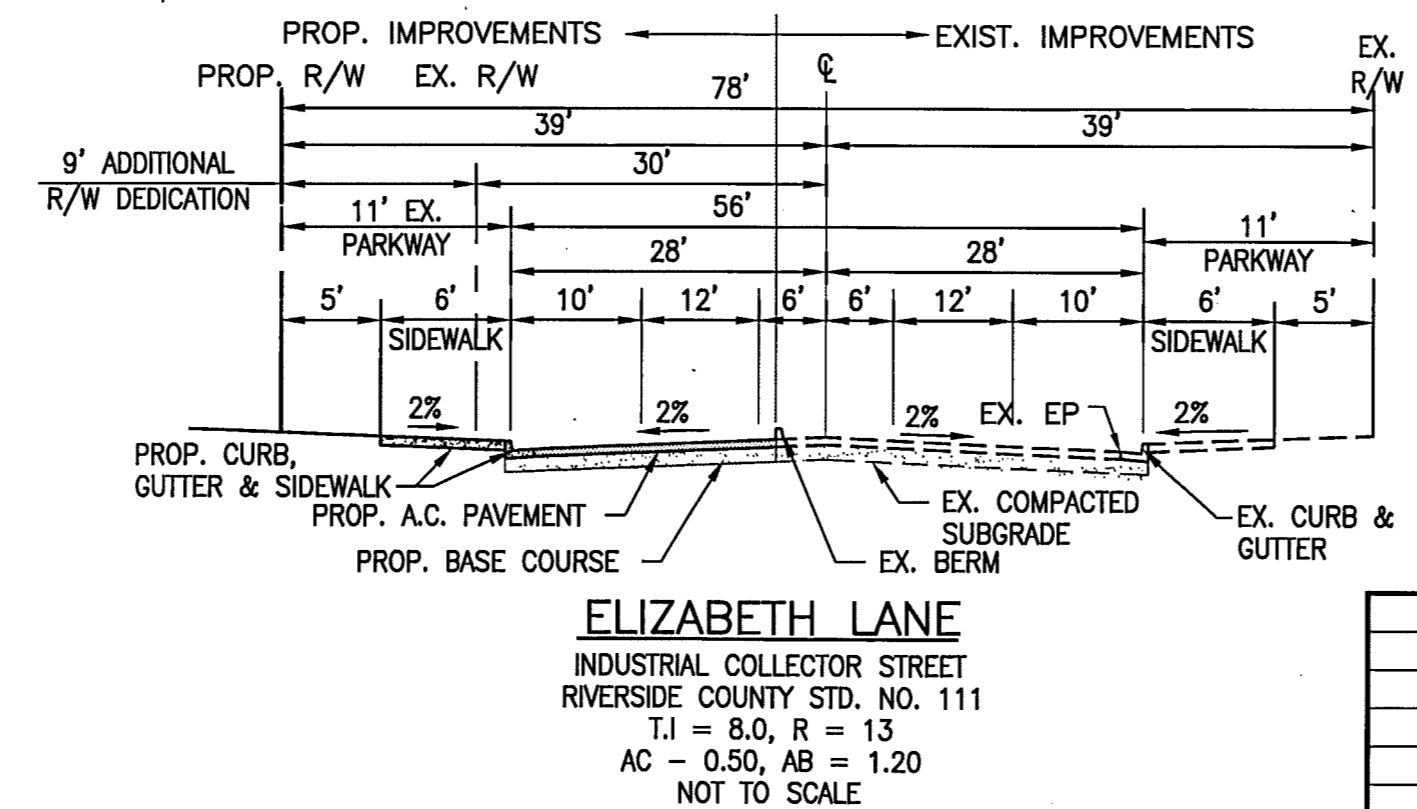 PROP. IMPROVEMENTS
EXIST. IMPROVEMENTS
PROP. R/W
EX. R/W
℄
EX.
R/W
78'
39'
39'
9' ADDITIONAL
R/W DEDICATION
30'
11' EX.
PARKWAY
56'
11'
PARKWAY
28'
28'
5'
6'
10'
12'
6'
6'
12'
10'
6'
5'
SIDEWALK
SIDEWALK
2%
2%
2%
EX. EP
2%
PROP. CURB,
GUTTER & SIDEWALK
PROP. A.C. PAVEMENT
PROP. BASE COURSE
EX. BERM
EX. COMPACTED
SUBGRADE
EX. CURB &
GUTTER
ELIZABETH LANE
INDUSTRIAL COLLECTOR STREET
RIVERSIDE COUNTY STD. NO. 111
T.I = 8.0, R = 13
AC - 0.50, AB = 1.20
NOT TO SCALE